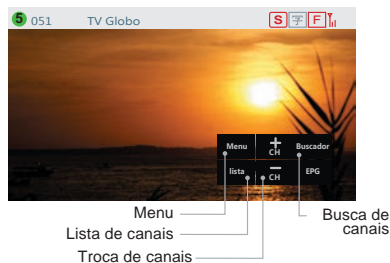 5 051 TV Globo S 字 F
Menu + CH Buscador
lista − CH EPG
Menu
Lista de canais
Troca de canais
Busca de canais